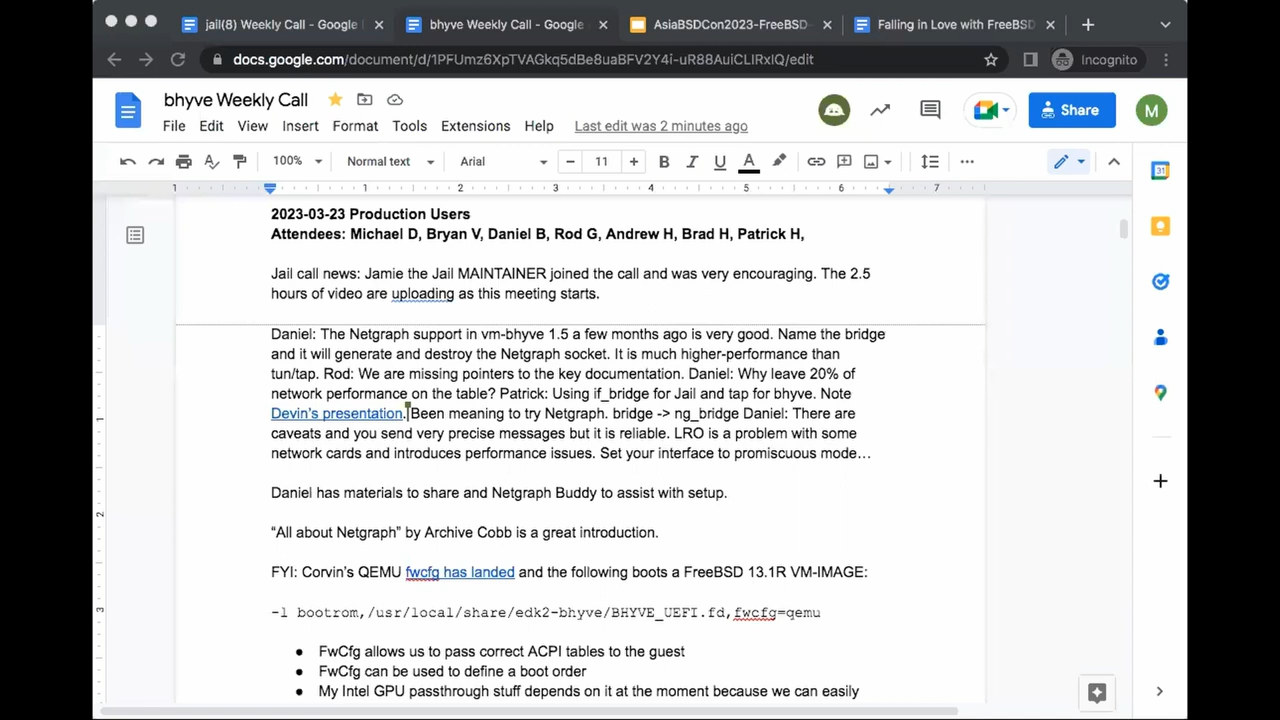 jail(8) Weekly Call - Google
bhyve Weekly Call - Google
AsiaBSDCon2023-FreeBSD-
Falling in Love with FreeBSD
docs.google.com/document/d/1PFUmz6XpTVAGkq5dBe8uaBFV2Y4i-uR88AuiCLIRxIQ/edit
Incognito
bhyve Weekly Call
File Edit View Insert Format Tools Extensions Help Last edit was 2 minutes ago
Share
M
100% Normal text Arial 11 B I U A
31
1 1 2 3 4 5 6 7
2023-03-23 Production Users
Attendees: Michael D, Bryan V, Daniel B, Rod G, Andrew H, Brad H, Patrick H,
Jail call news: Jamie the Jail MAINTAINER joined the call and was very encouraging. The 2.5
hours of video are uploading as this meeting starts.
Daniel: The Netgraph support in vm-bhyve 1.5 a few months ago is very good. Name the bridge
and it will generate and destroy the Netgraph socket. It is much higher-performance than
tun/tap. Rod: We are missing pointers to the key documentation. Daniel: Why leave 20% of
network performance on the table? Patrick: Using if_bridge for Jail and tap for bhyve. Note
Devin's presentation. Been meaning to try Netgraph. bridge -> ng_bridge Daniel: There are
caveats and you send very precise messages but it is reliable. LRO is a problem with some
network cards and introduces performance issues. Set your interface to promiscuous mode…
Daniel has materials to share and Netgraph Buddy to assist with setup.
“All about Netgraph” by Archive Cobb is a great introduction.
FYI: Corvin's QEMU fwcfg has landed and the following boots a FreeBSD 13.1R VM-IMAGE:
-l bootrom,/usr/local/share/edk2-bhyve/BHYVE_UEFI.fd,fwcfg=qemu
● FwCfg allows us to pass correct ACPI tables to the guest
● FwCfg can be used to define a boot order
● My Intel GPU passthrough stuff depends on it at the moment because we can easily
1
2
3